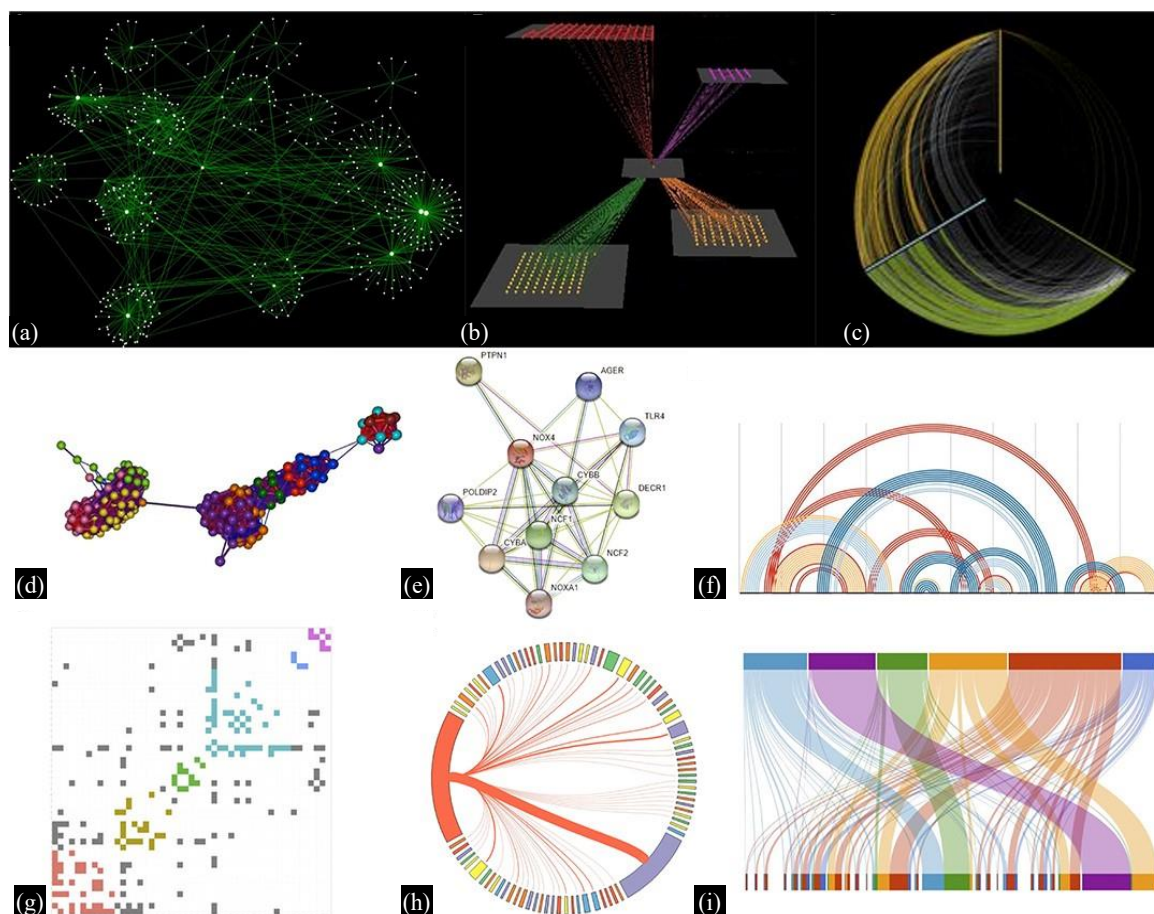 (a)
(b)
(c)
PTPN1
AGER
TLR4
NOX4
CYBB
POLDIP2
DECR1
NCF1
CYBA
NCF2
NOXA1
(d)
(e)
(f)
(g)
(h)
(i)